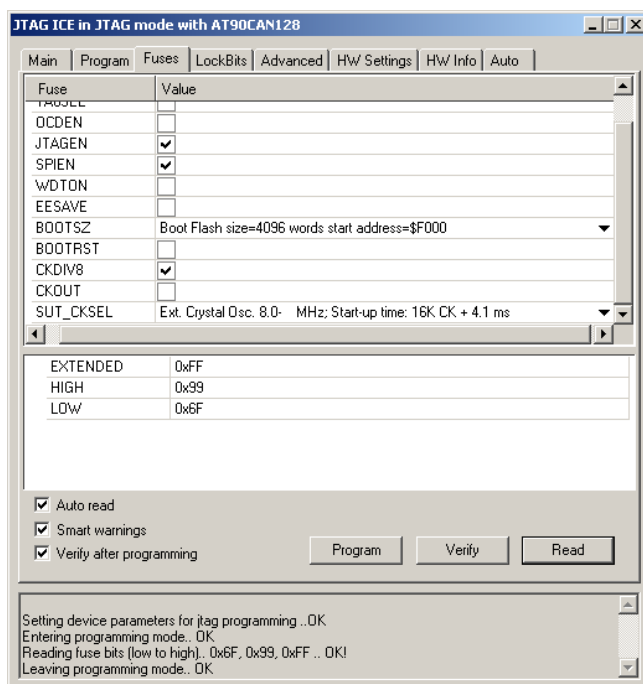 JTAG ICE in JTAG mode with AT90CAN128
Main Program Fuses LockBits Advanced HW Settings HW Info Auto
Fuse Value
OCDEN
JTAGEN
SPIEN
WDTON
EESAVE
BOOTSZ Boot Flash size=4096 words start address=$F000
BOOTRST
CKDIV8
CKOUT
SUT_CKSEL Ext. Crystal Osc. 8.0- MHz; Start-up time: 16K CK + 4.1 ms
EXTENDED 0xFF
HIGH 0x99
LOW 0x6F
Auto read
Smart warnings
Verify after programming
Program Verify Read
Setting device parameters for jtag programming ..OK
Entering programming mode.. OK
Reading fuse bits (low to high).. 0x6F, 0x99, 0xFF .. OK!
Leaving programming mode.. OK